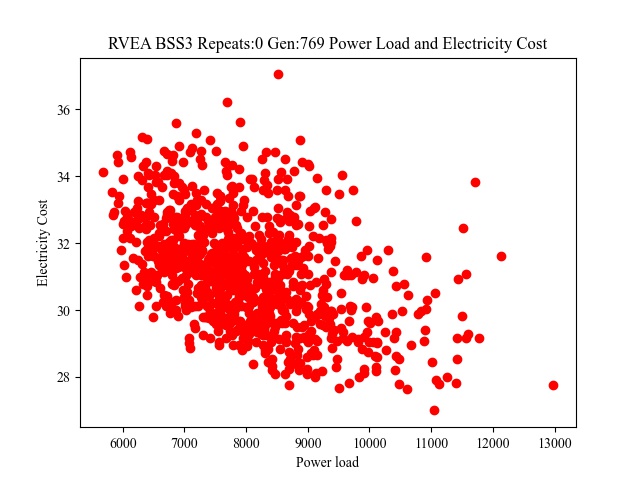 RVEA BSS3 Repeats:0 Gen:769 Power Load and Electricity Cost
36
34
32
30
28
Electricity Cost
6000 7000 8000 9000 10000 11000 12000 13000
Power load